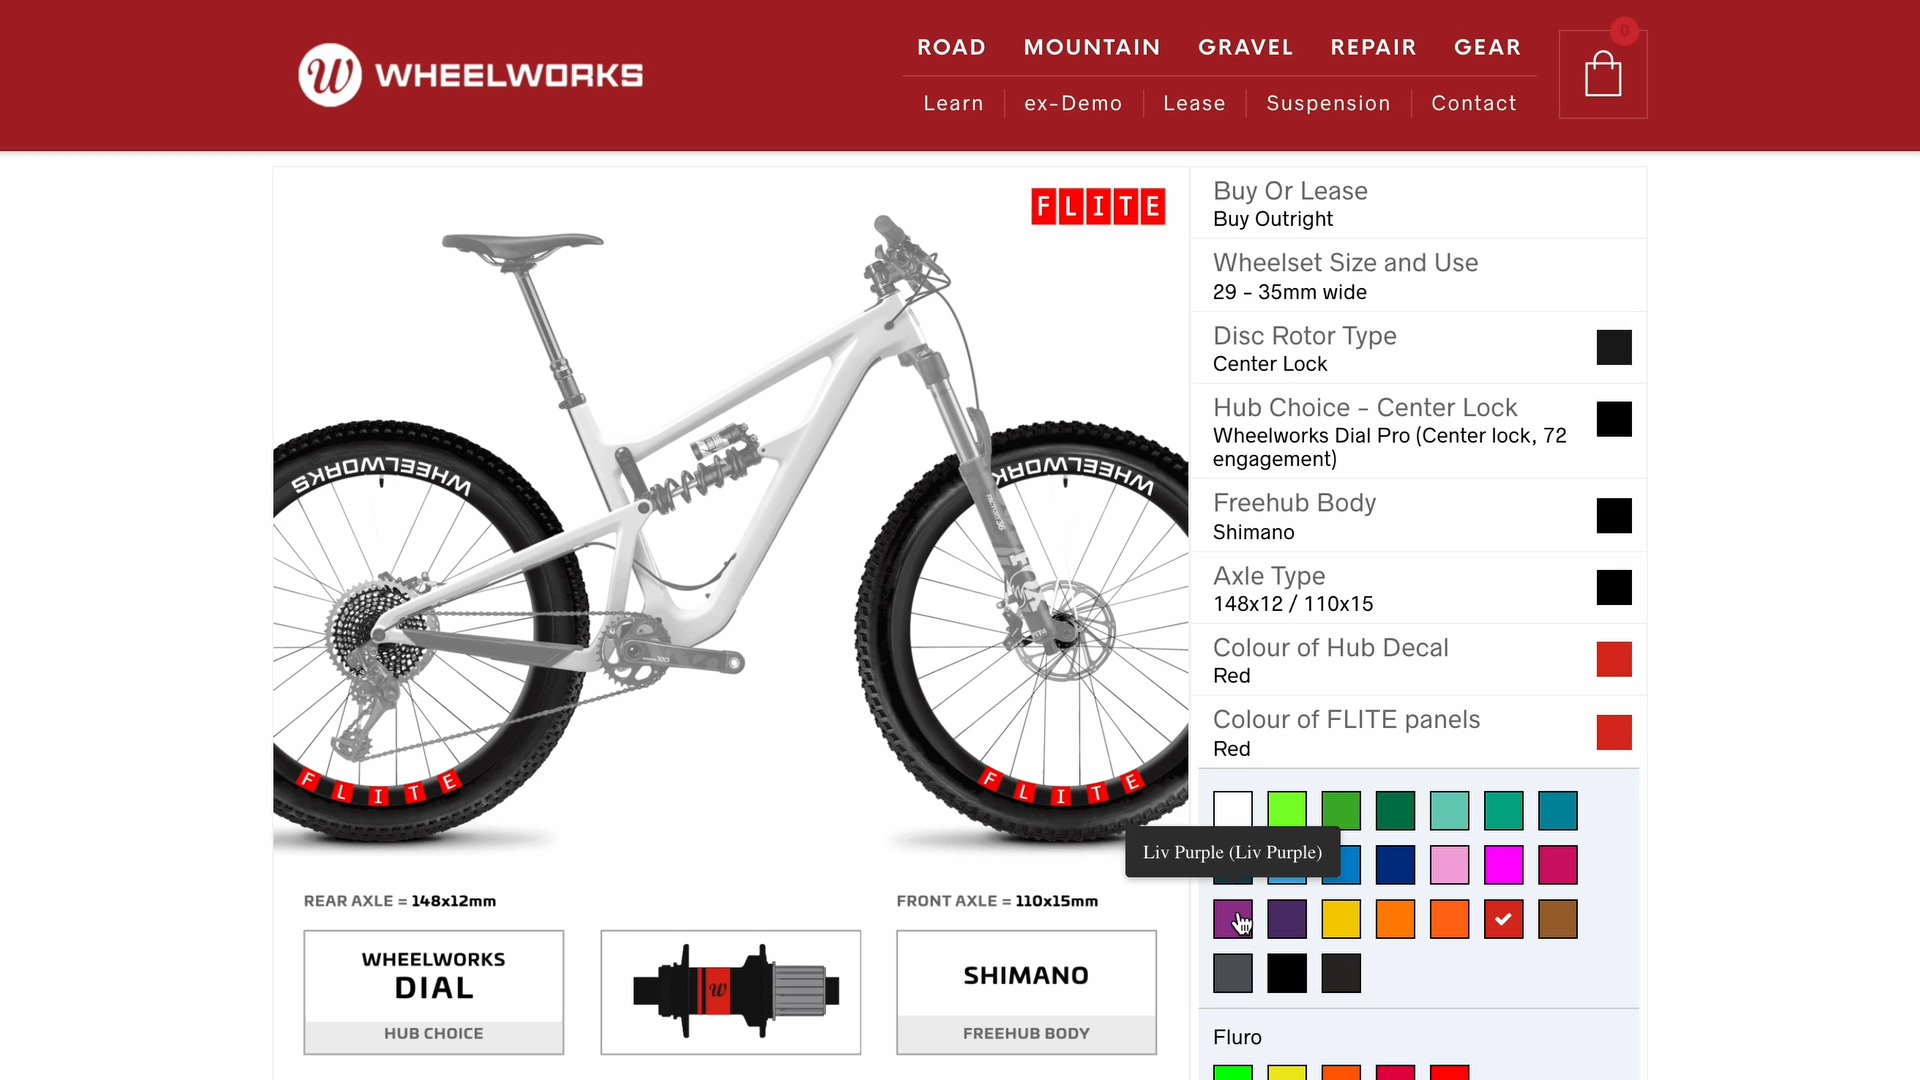 WHEELWORKS
ROAD MOUNTAIN GRAVEL REPAIR GEAR
Learn ex-Demo Lease Suspension Contact
0
FLITE
WHEELWORKS
WHEELWORKS
FLITE
FLITE
REAR AXLE = 148x12mm
FRONT AXLE = 110x15mm
WHEELWORKS
DIAL
HUB CHOICE
W
SHIMANO
FREEHUB BODY
Buy Or Lease
Buy Outright
Wheelset Size and Use
29 - 35mm wide
Disc Rotor Type
Center Lock
Hub Choice - Center Lock
Wheelworks Dial Pro (Center lock, 72
engagement)
Freehub Body
Shimano
Axle Type
148x12 / 110x15
Colour of Hub Decal
Red
Colour of FLITE panels
Red
Liv Purple (Liv Purple)
Fluro